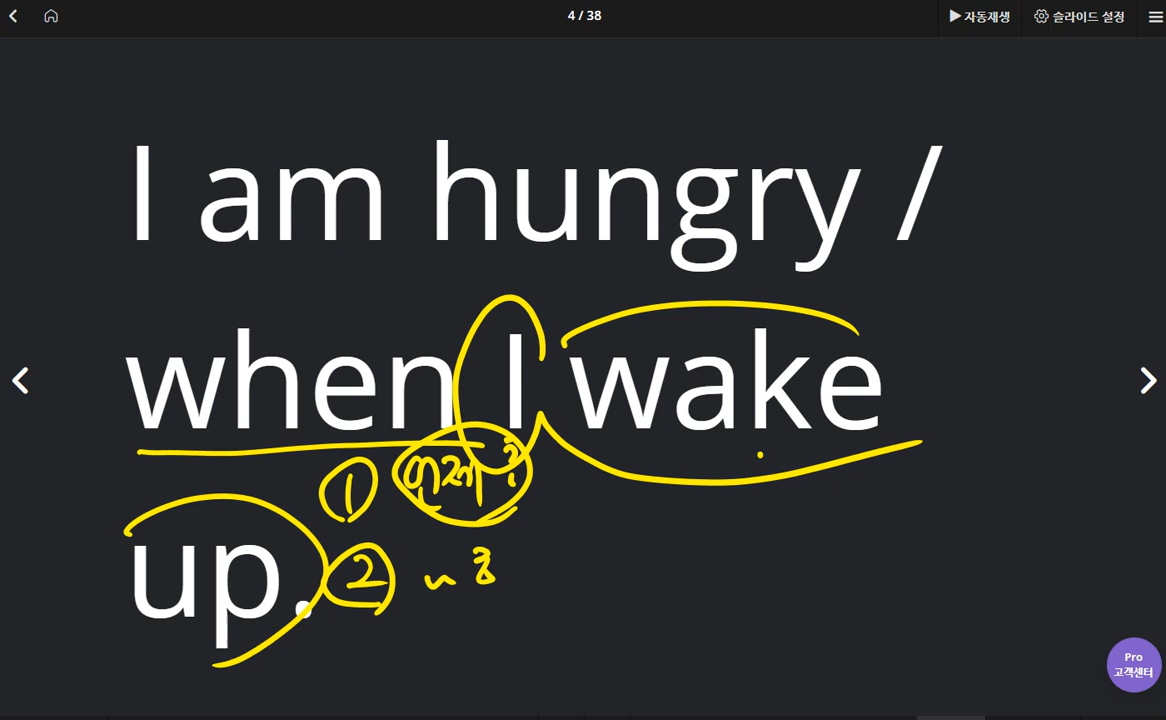 4 / 38
▶ 자동재생
슬라이드 설정
I am hungry /
when I wake
① 언제?
up.
② ~ 할
Pro
고객센터